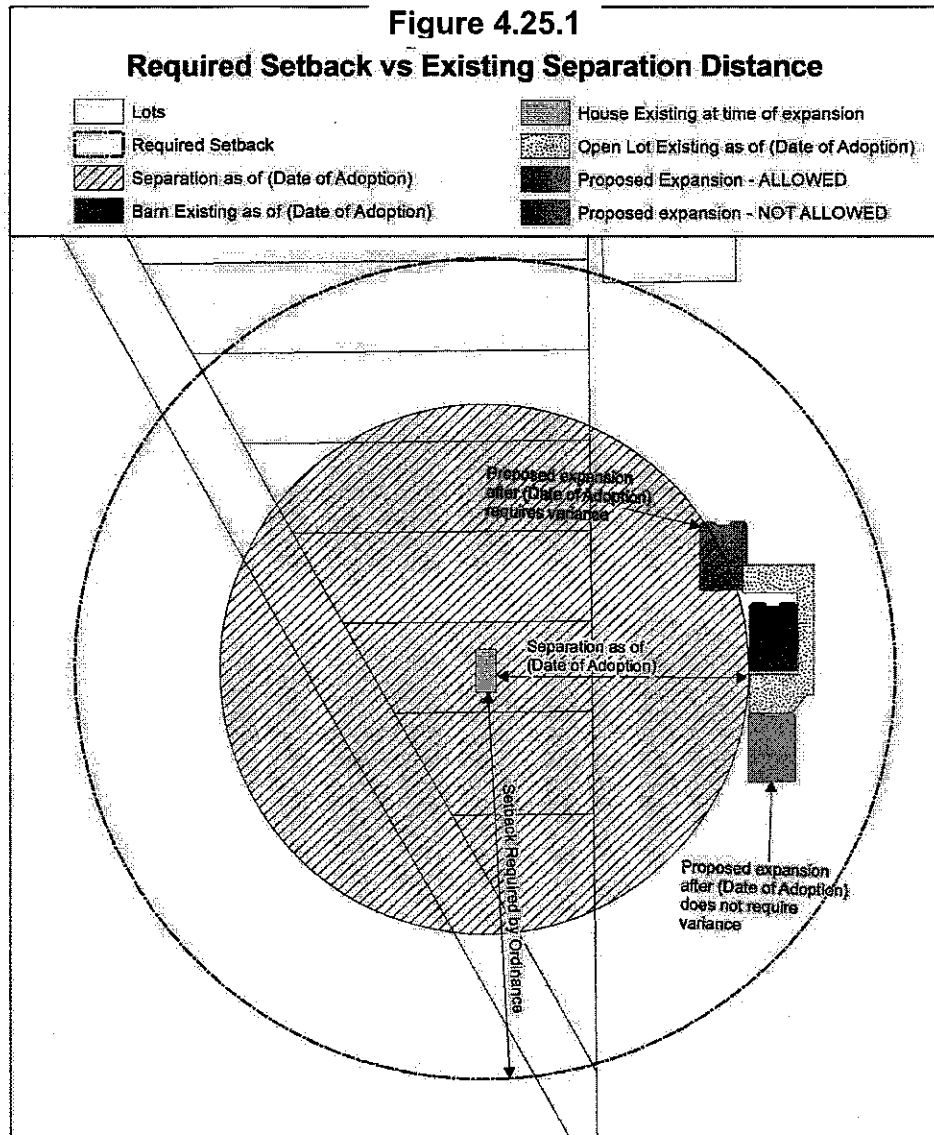 Figure 4.25.1
Required Setback vs Existing Separation Distance
Lots
Required Setback
Separation as of (Date of Adoption)
Barn Existing as of (Date of Adoption)
House Existing at time of expansion
Open Lot Existing as of (Date of Adoption)
Proposed Expansion - ALLOWED
Proposed expansion - NOT ALLOWED
Proposed expansion
after (Date of Adoption)
requires variance
Separation as of
(Date of Adoption)
Setback Required by Ordinance
Proposed expansion
after (Date of Adoption)
does not require
variance